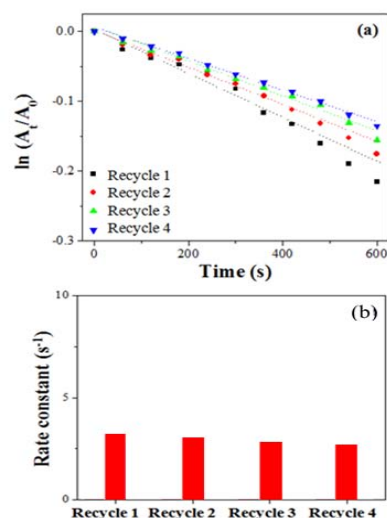 (a)
0.0
-0.1
-0.2
-0.3
ln (At/A0)
Recycle 1
Recycle 2
Recycle 3
Recycle 4
0 200 400 600
Time (s)
(b)
10
5
0
Rate constant (s-1)
Recycle 1 Recycle 2 Recycle 3 Recycle 4